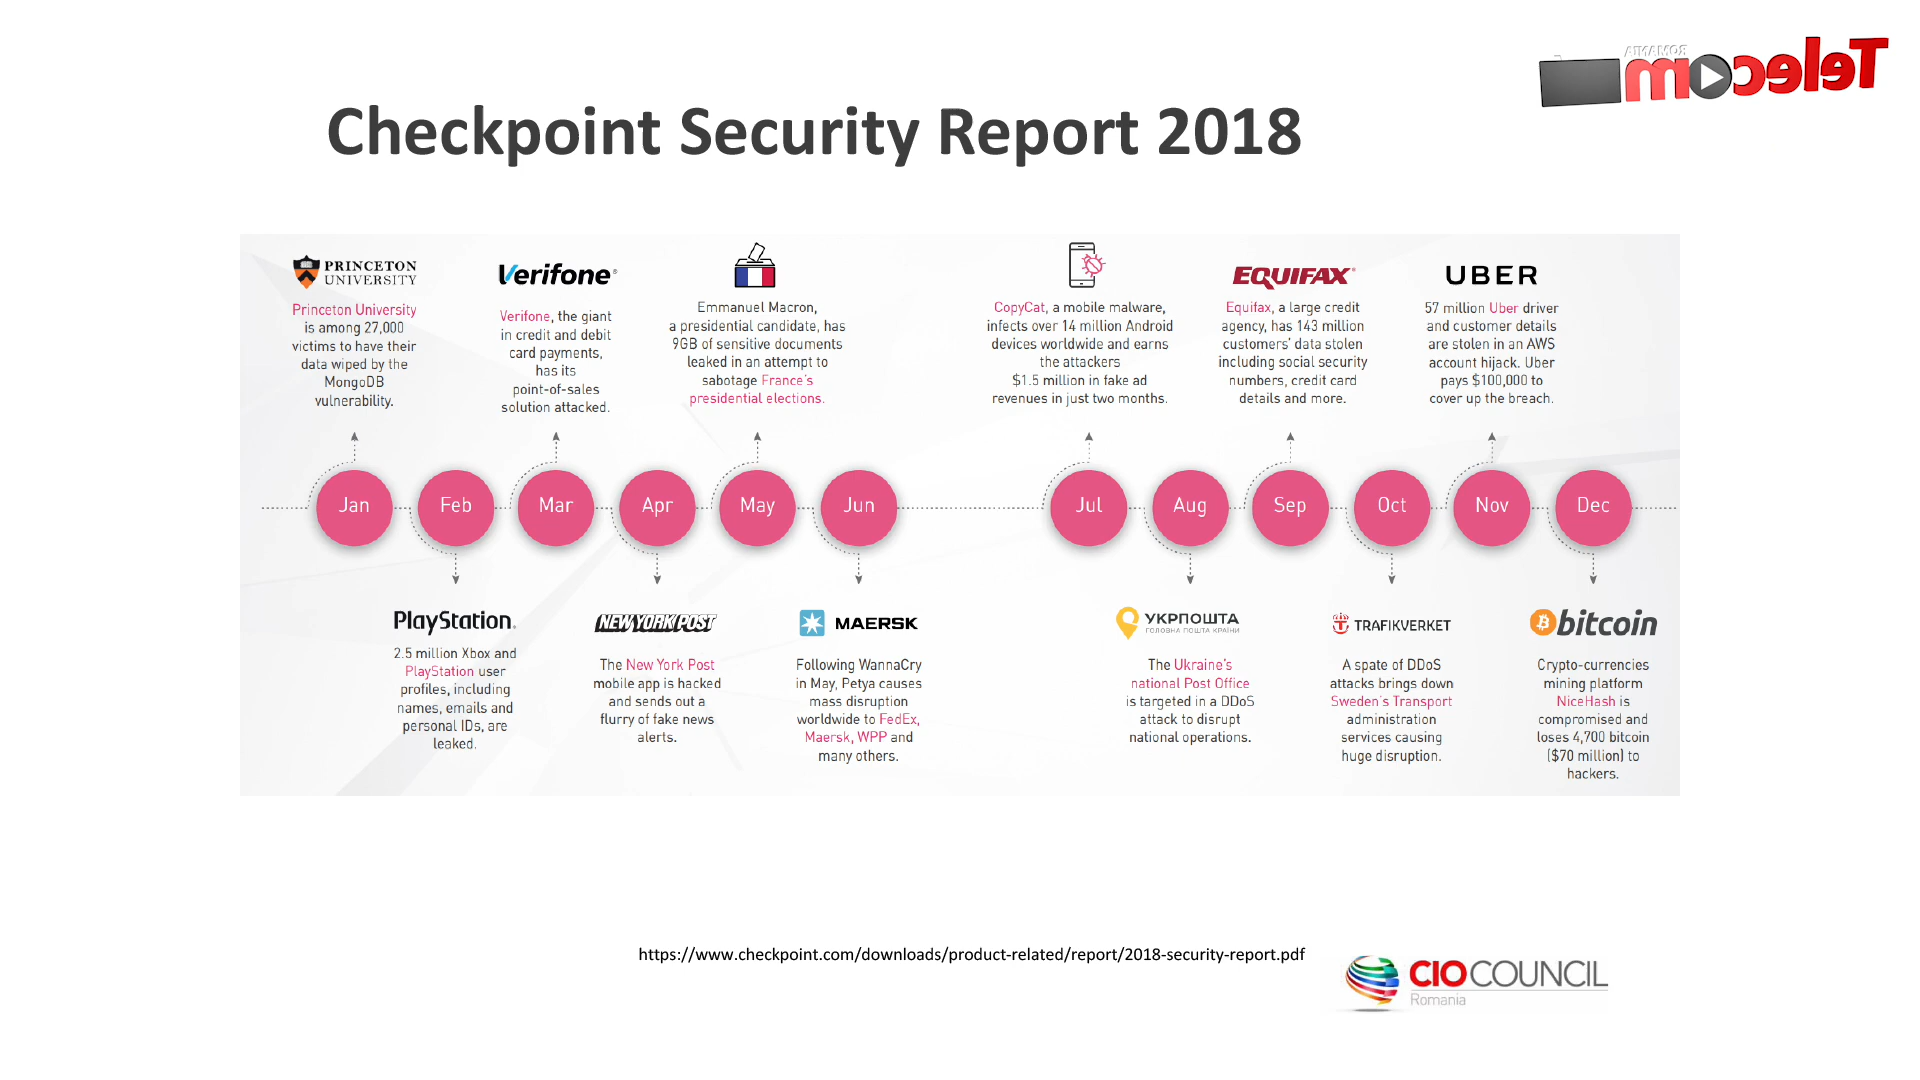 ROMANIA
Telecom
Checkpoint Security Report 2018
PRINCETON
UNIVERSITY
Princeton University
is among 27,000
victims to have their
data wiped by the
MongoDB
vulnerability.
Verifone
Verifone, the giant
in credit and debit
card payments,
has its
point-of-sales
solution attacked.
Emmanuel Macron,
a presidential candidate, has
9GB of sensitive documents
leaked in an attempt to
sabotage France's
presidential elections.
CopyCat, a mobile malware,
infects over 14 million Android
devices worldwide and earns
the attackers
$1.5 million in fake ad
revenues in just two months.
EQUIFAX
Equifax, a large credit
agency, has 143 million
customers' data stolen
including social security
numbers, credit card
details and more.
UBER
57 million Uber driver
and customer details
are stolen in an AWS
account hijack. Uber
pays $100,000 to
cover up the breach.
Jan
Feb
Mar
Apr
May
Jun
Jul
Aug
Sep
Oct
Nov
Dec
PlayStation.
2.5 million Xbox and
PlayStation user
profiles, including
names, emails and
personal IDs, are
leaked.
NEW YORK POST
The New York Post
mobile app is hacked
and sends out a
flurry of fake news
alerts.
MAERSK
Following WannaCry
in May, Petya causes
mass disruption
worldwide to FedEx,
Maersk, WPP and
many others.
УКРПОШТА
ГОЛОВНА ПОШТА КРАЇНИ
The Ukraine's
national Post Office
is targeted in a DDoS
attack to disrupt
national operations.
TRAFIKVERKET
A spate of DDoS
attacks brings down
Sweden's Transport
administration
services causing
huge disruption.
bitcoin
Crypto-currencies
mining platform
NiceHash is
compromised and
loses 4,700 bitcoin
($70 million) to
hackers.
https://www.checkpoint.com/downloads/product-related/report/2018-security-report.pdf
CIO COUNCIL
Romania